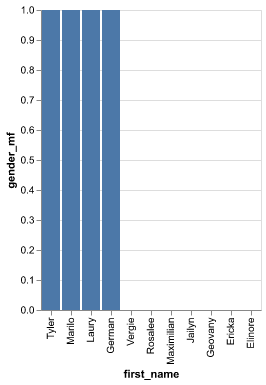 1.0
0.9
0.8
0.7
0.6
0.5
0.4
0.3
0.2
0.1
0.0
gender_mf
Tyler
Marilo
Laury
German
Vergie
Rosalee
Maximilian
Jailyn
Geovany
Ericka
Elinore
first_name